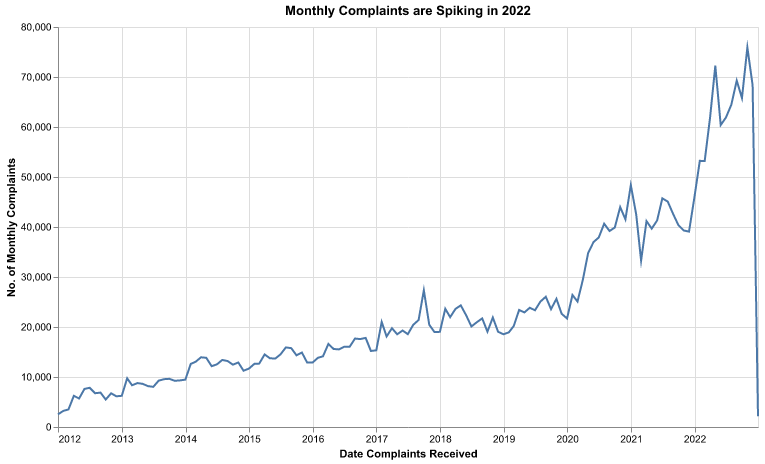 Monthly Complaints are Spiking in 2022
80,000
70,000
60,000
50,000
40,000
30,000
20,000
10,000
0
No. of Monthly Complaints
2012 2013 2014 2015 2016 2017 2018 2019 2020 2021 2022
Date Complaints Received